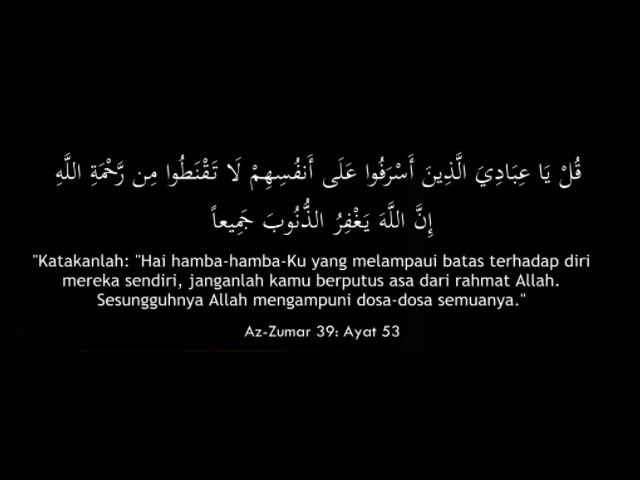 قُلْ يَا عِبَادِيَ الَّذِينَ أَسْرَفُوا عَلَى أَنفُسِهِمْ لَا تَقْنَطُوا مِن رَّحْمَةِ اللَّهِ
إِنَّ اللَّهَ يَغْفِرُ الذُّنُوبَ جَمِيعاً
"Katakanlah: "Hai hamba-hamba-Ku yang melampaui batas terhadap diri
mereka sendiri, janganlah kamu berputus asa dari rahmat Allah.
Sesungguhnya Allah mengampuni dosa-dosa semuanya."
Az-Zumar 39: Ayat 53